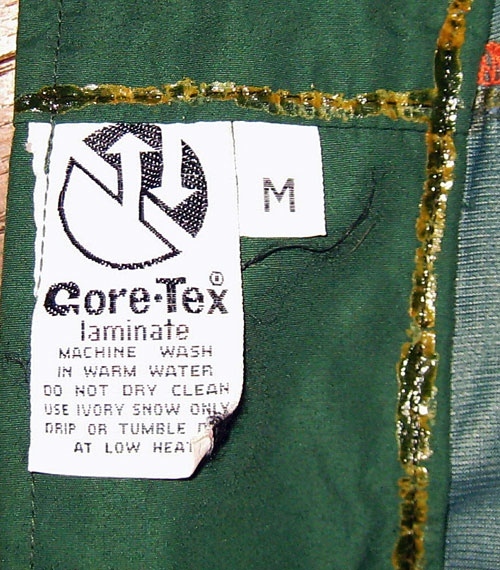 M
Gore·Tex®
laminate
MACHINE WASH
IN WARM WATER
DO NOT DRY CLEAN
USE IVORY SNOW ONLY
DRIP OR TUMBLE
AT LOW HEAT